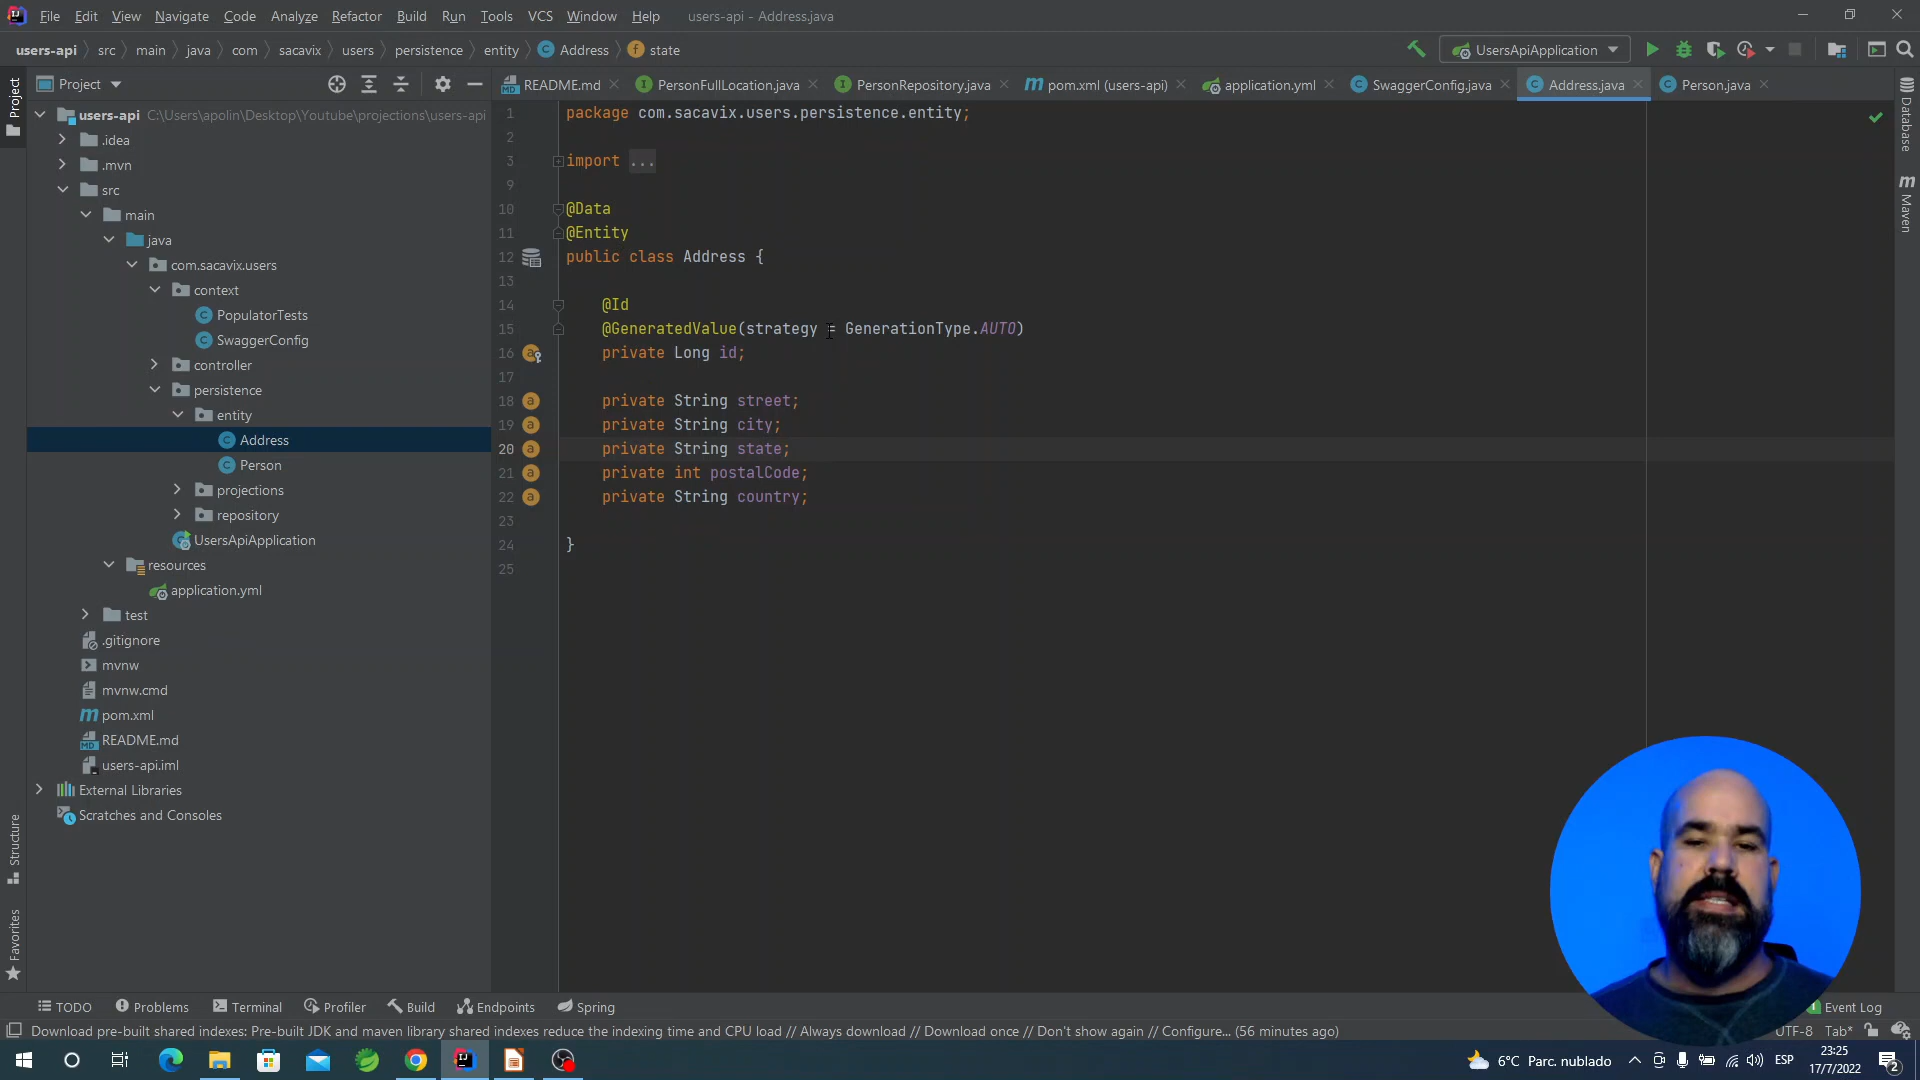 File Edit View Navigate Code Analyze Refactor Build Run Tools VCS Window Help users-api - Address.java
users-api src main java com sacavix users persistence entity Address state
UsersApiApplication
Project
README.md PersonFullLocation.java PersonRepository.java pom.xml (users-api) application.yml SwaggerConfig.java Address.java Person.java
Project
users-api C:\Users\apolin\Desktop\Youtube\projections\users-api
.idea
.mvn
src
main
java
com.sacavix.users
context
PopulatorTests
SwaggerConfig
controller
persistence
entity
Address
Person
projections
repository
UsersApiApplication
resources
application.yml
test
.gitignore
mvnw
mvnw.cmd
pom.xml
README.md
users-api.iml
External Libraries
Scratches and Consoles
Structure
Favorites
1 package com.sacavix.users.persistence.entity;
2
3 import ...
9
10 @Data
11 @Entity
12 public class Address {
13
14 @Id
15 @GeneratedValue(strategy = GenerationType.AUTO)
16 private Long id;
17
18 private String street;
19 private String city;
20 private String state;
21 private int postalCode;
22 private String country;
23
24 }
25
Database
Maven
TODO Problems Terminal Profiler Build Endpoints Spring Event Log
Download pre-built shared indexes: Pre-built JDK and maven library shared indexes reduce the indexing time and CPU load // Always download // Download once // Don't show again // Configure... (56 minutes ago) UTF-8 Tab*
6°C Parc. nublado ESP 23:25
17/7/2022 2